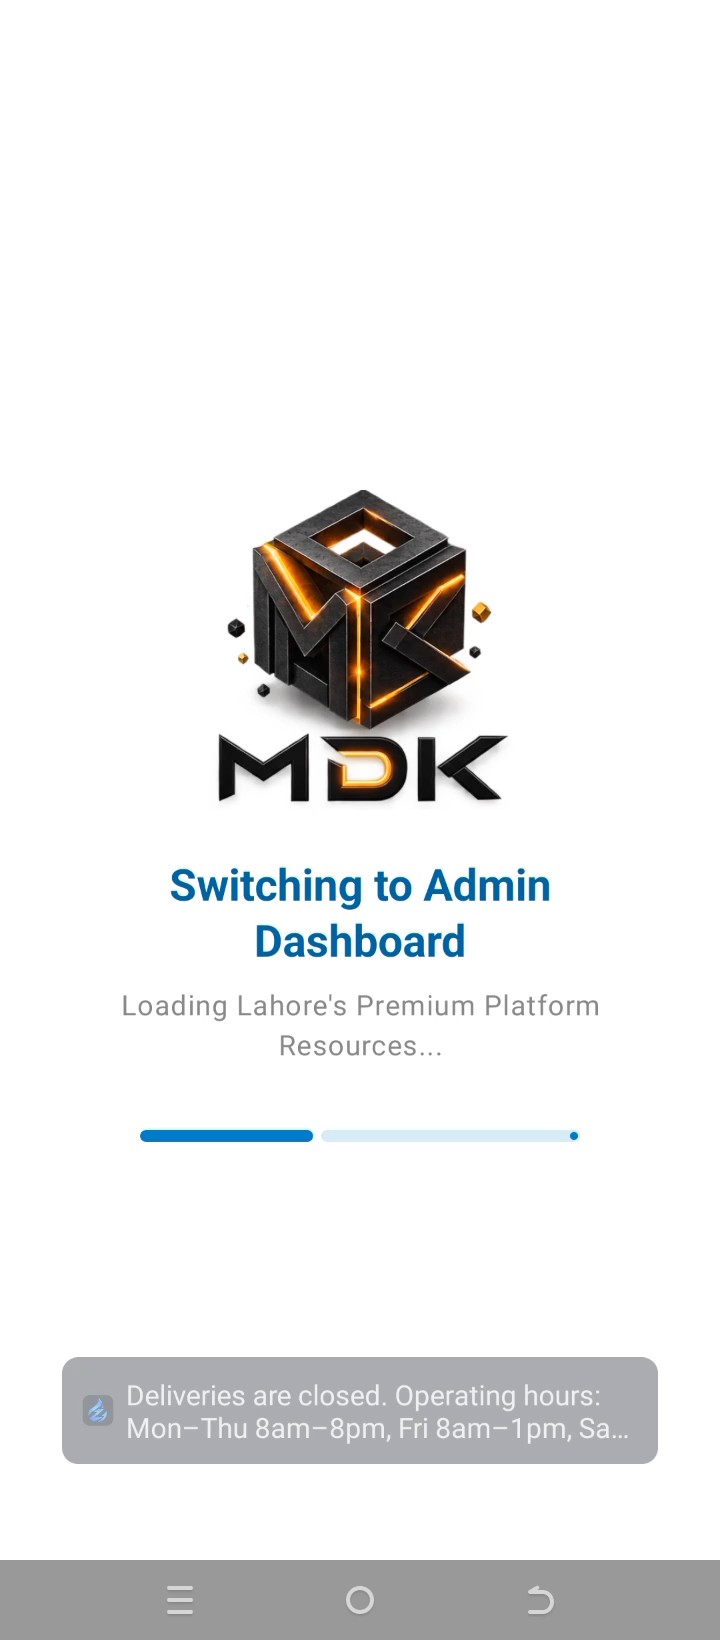 MDK
Switching to Admin
Dashboard
Loading Lahore's Premium Platform
Resources...
Deliveries are closed. Operating hours:
Mon–Thu 8am–8pm, Fri 8am–1pm, Sa...